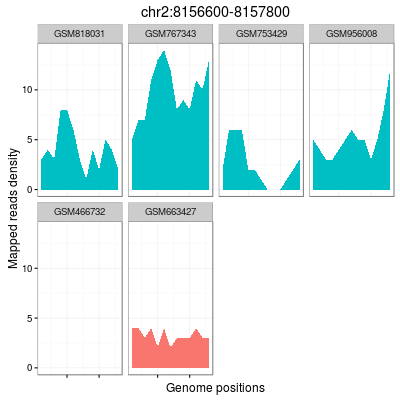 chr2:8156600-8157800
GSM818031 GSM767343 GSM753429 GSM956008
10
5
0
GSM466732 GSM663427
10
5
0
Mapped reads density
Genome positions